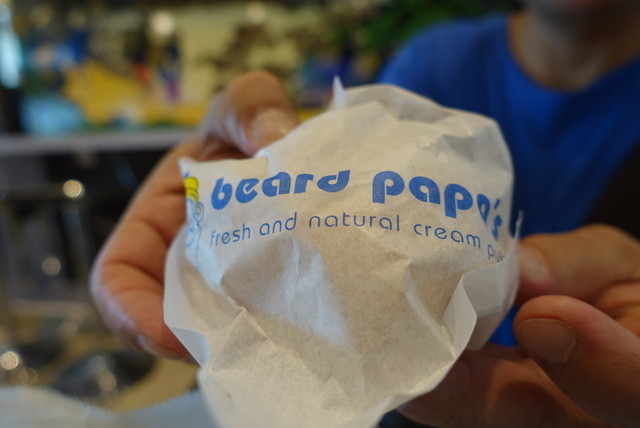 beard papa's
fresh and natural cream